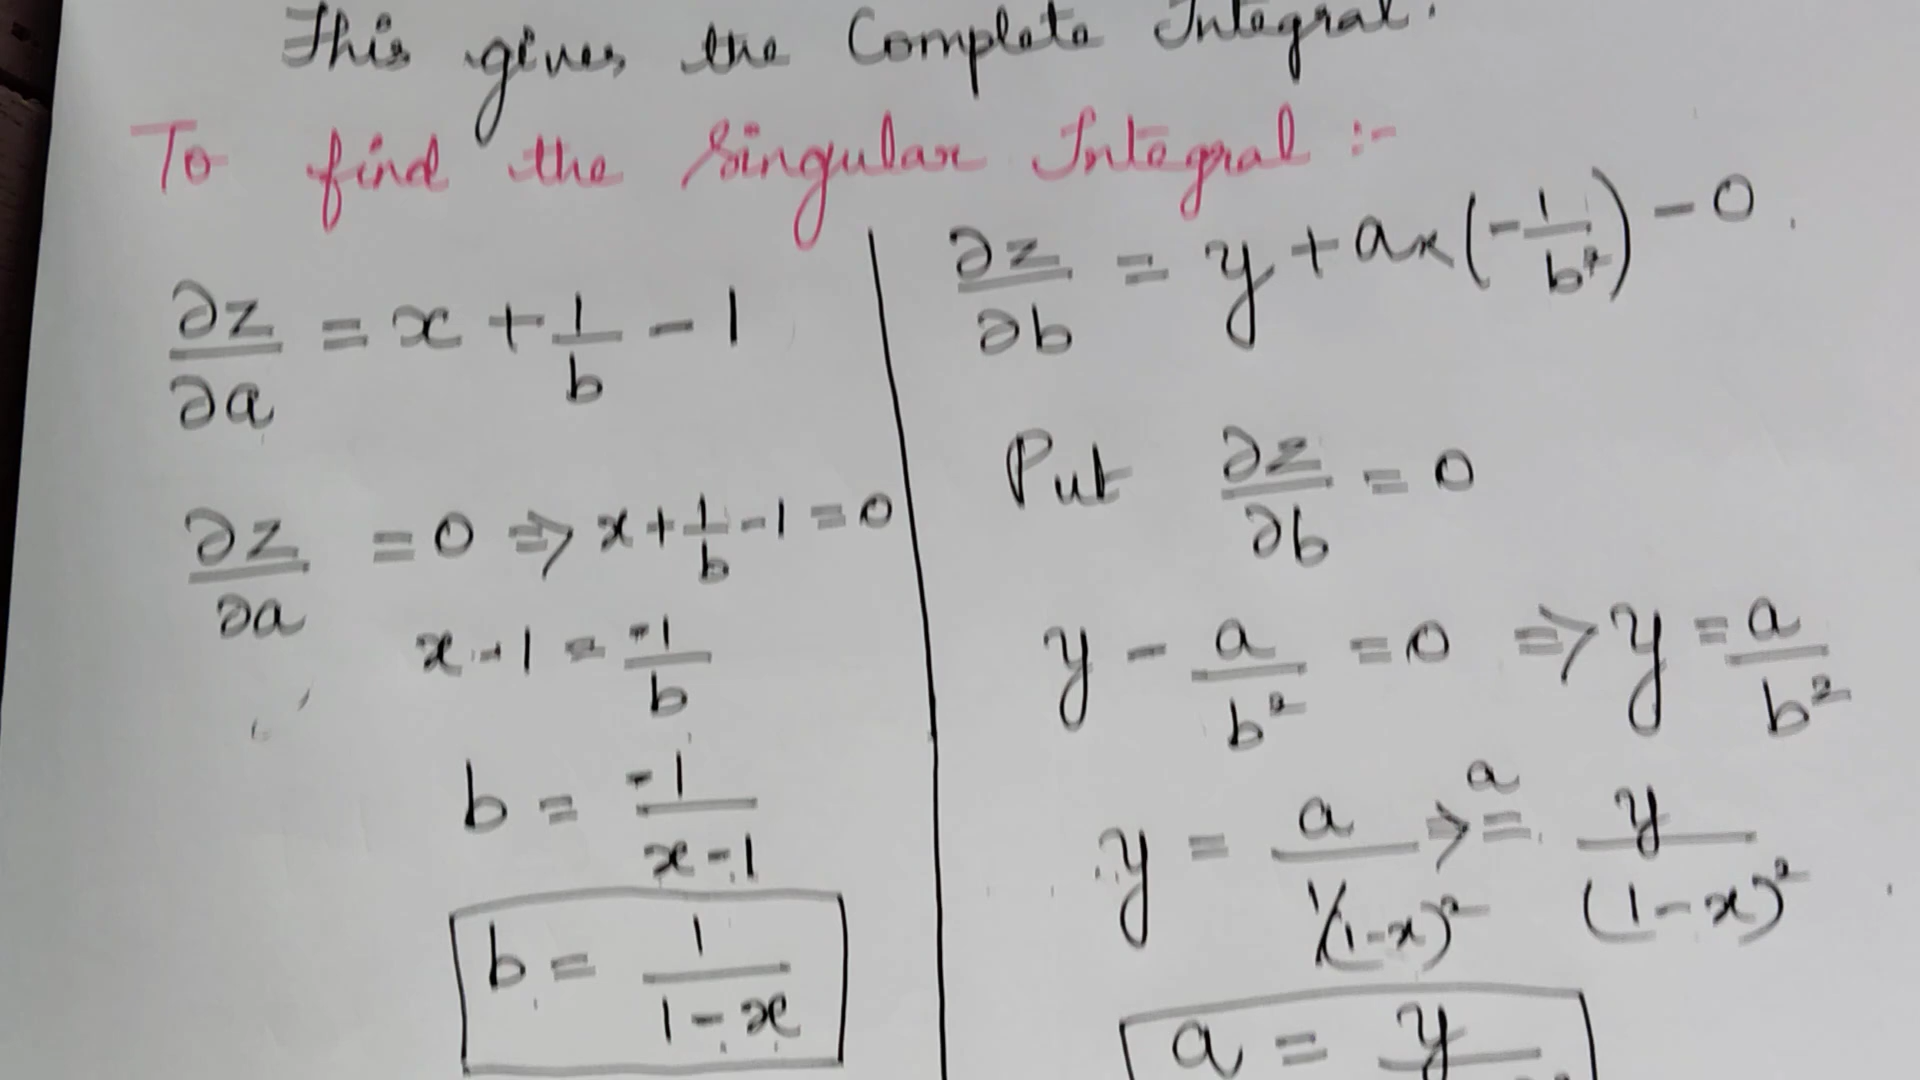 This gives the Complete Integral.
To find the Singular Integral :-
∂z/∂a = x + 1/b - 1
∂z/∂a = 0 ⇒ x + 1/b - 1 = 0
x - 1 = -1/b
b = -1/(x-1)
b = 1/(1-x)
∂z/∂b = y + ax(-1/b²) - 0.
Put ∂z/∂b = 0
y - a/b² = 0 ⇒ y = a/b²
y = a/(1/(1-x)²) ⇒ a = y/(1-x)²
a = y